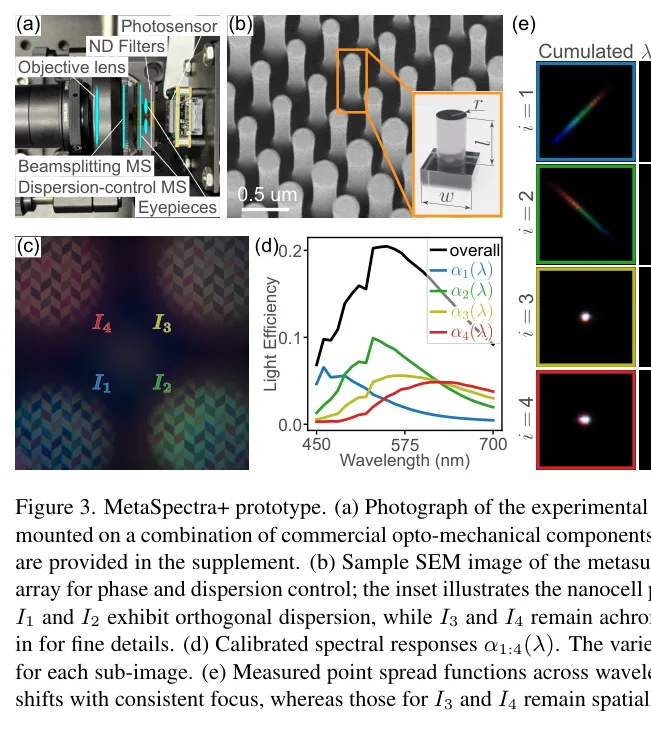 (a)
Photosensor
ND Filters
Objective lens
Beamsplitting MS
Dispersion-control MS
Eyepieces
(b)
0.5 um
r
l
w
(e)
Cumulated λ
i = 1
i = 2
i = 3
i = 4
(c)
I₄ I₃
I₁ I₂
(d)
0.2
0.1
0.0
Light Efficiency
overall
α₁(λ)
α₂(λ)
α₃(λ)
α₄(λ)
450 575 700
Wavelength (nm)
Figure 3. MetaSpectra+ prototype. (a) Photograph of the experimental
mounted on a combination of commercial opto-mechanical components
are provided in the supplement. (b) Sample SEM image of the metasu
array for phase and dispersion control; the inset illustrates the nanocell p
I₁ and I₂ exhibit orthogonal dispersion, while I₃ and I₄ remain achron
in for fine details. (d) Calibrated spectral responses α₁:₄(λ). The varie
for each sub-image. (e) Measured point spread functions across wavele
shifts with consistent focus, whereas those for I₃ and I₄ remain spatiall